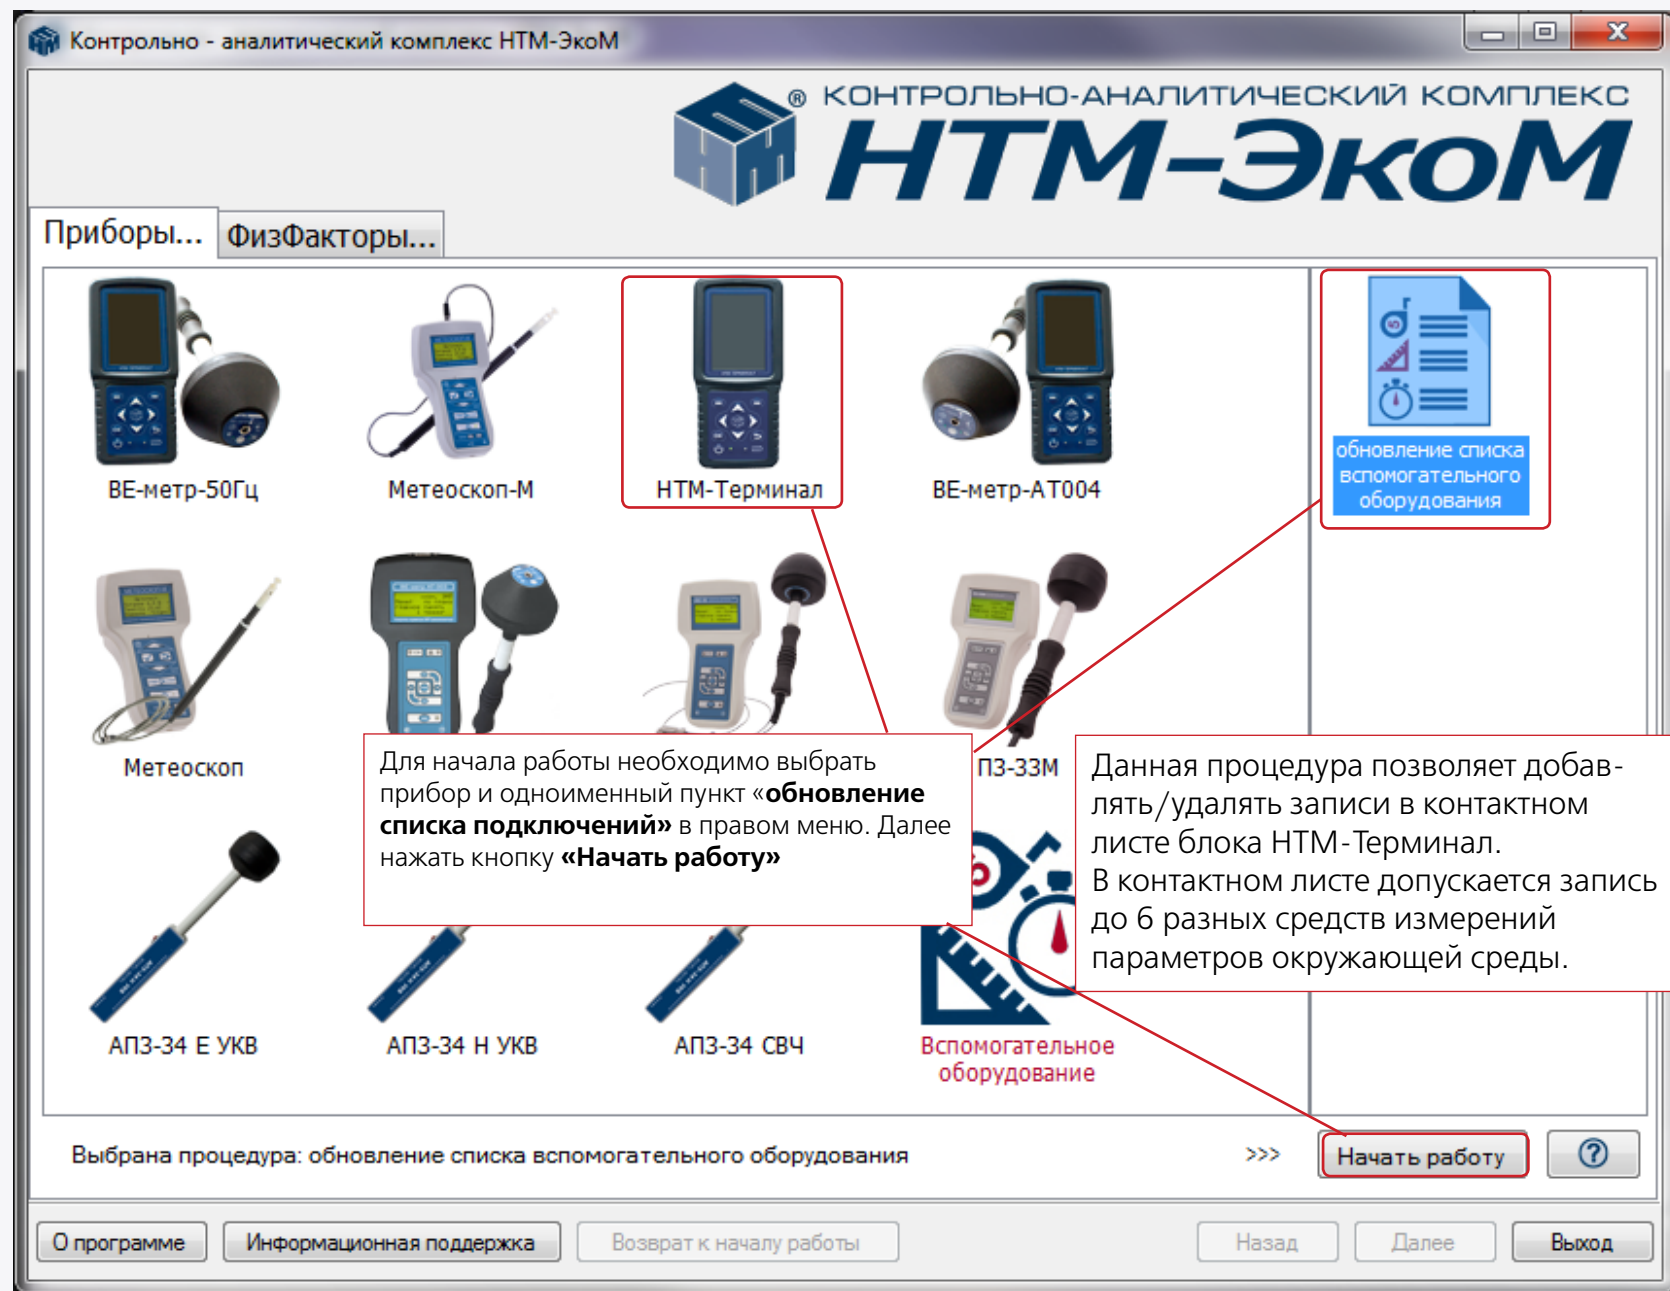 Контрольно - аналитический комплекс НТМ-ЭкоМ
® КОНТРОЛЬНО-АНАЛИТИЧЕСКИЙ КОМПЛЕКС
НТМ-ЭкоМ
Приборы...
ФизФакторы...
ВЕ-метр-50Гц
Метеоскоп-М
НТМ-Терминал
ВЕ-метр-АТ004
обновление списка
вспомогательного
оборудования
Метеоскоп
П3-33М
Для начала работы необходимо выбрать
прибор и одноименный пункт «обновление
списка подключений» в правом меню. Далее
нажать кнопку «Начать работу»
Данная процедура позволяет добав-
лять/удалять записи в контактном
листе блока НТМ-Терминал.
В контактном листе допускается запись
до 6 разных средств измерений
параметров окружающей среды.
АП3-34 Е УКВ
АП3-34 Н УКВ
АП3-34 СВЧ
Вспомогательное
оборудование
Выбрана процедура: обновление списка вспомогательного оборудования
>>>
Начать работу
?
О программе
Информационная поддержка
Возврат к началу работы
Назад
Далее
Выход